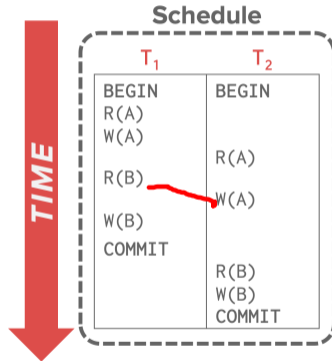 Schedule
TIME
T₁ T₂
BEGIN BEGIN
R(A)
W(A)
R(A)
R(B)
W(A)
W(B)
COMMIT
R(B)
W(B)
COMMIT